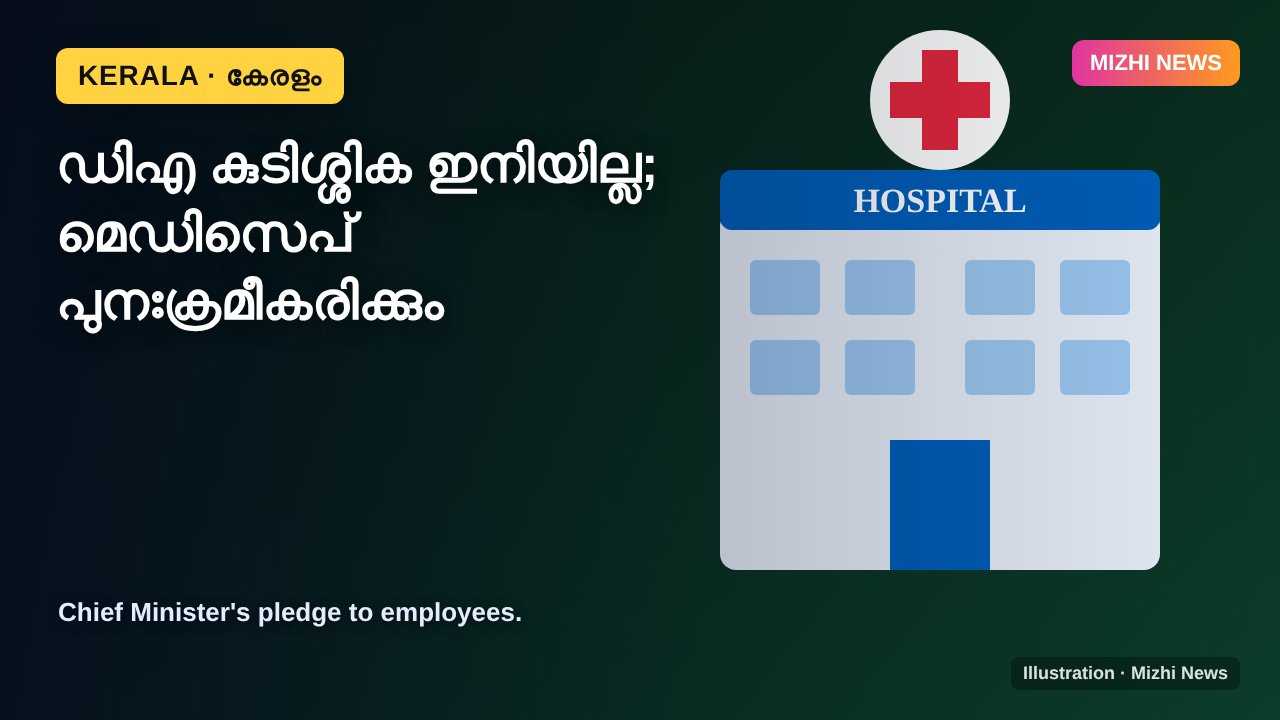 KERALA · കേരളം
MIZHI NEWS
ഡിഎ കുടിശ്ശിക ഇനിയില്ല;
മെഡിസെപ്
പുനഃക്രമീകരിക്കും
HOSPITAL
Chief Minister's pledge to employees.
Illustration · Mizhi News